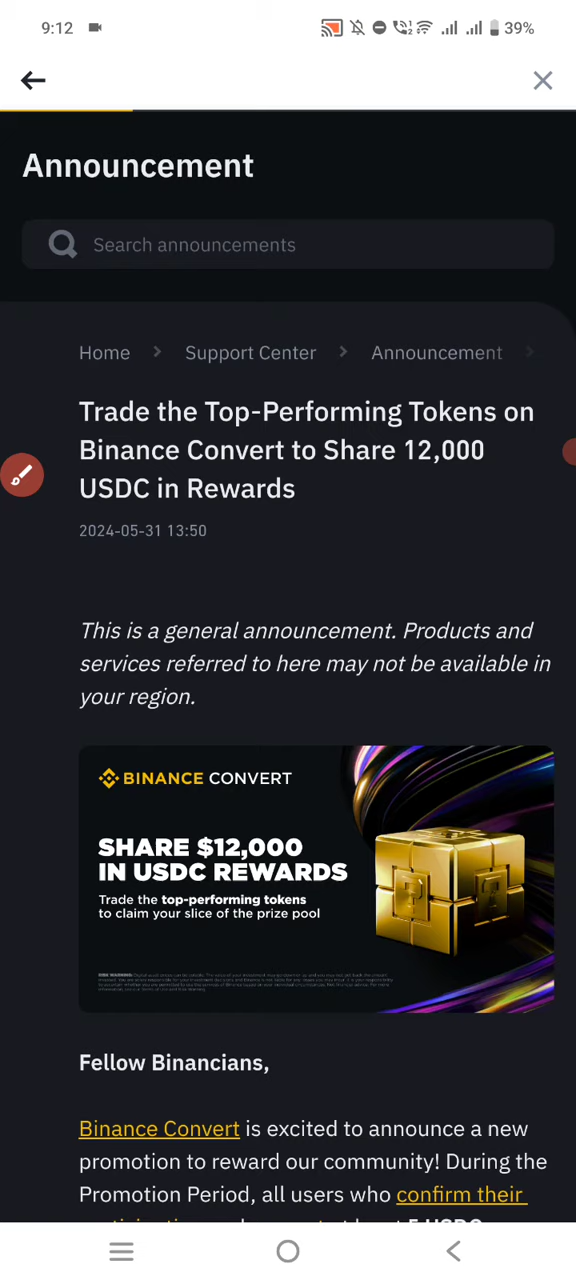 9:12
39%
Announcement
Search announcements
Home > Support Center > Announcement >
Trade the Top-Performing Tokens on
Binance Convert to Share 12,000
USDC in Rewards
2024-05-31 13:50
This is a general announcement. Products and
services referred to here may not be available in
your region.
BINANCE CONVERT
SHARE $12,000
IN USDC REWARDS
Trade the top-performing tokens
to claim your slice of the prize pool
Fellow Binancians,
Binance Convert is excited to announce a new
promotion to reward our community! During the
Promotion Period, all users who confirm their